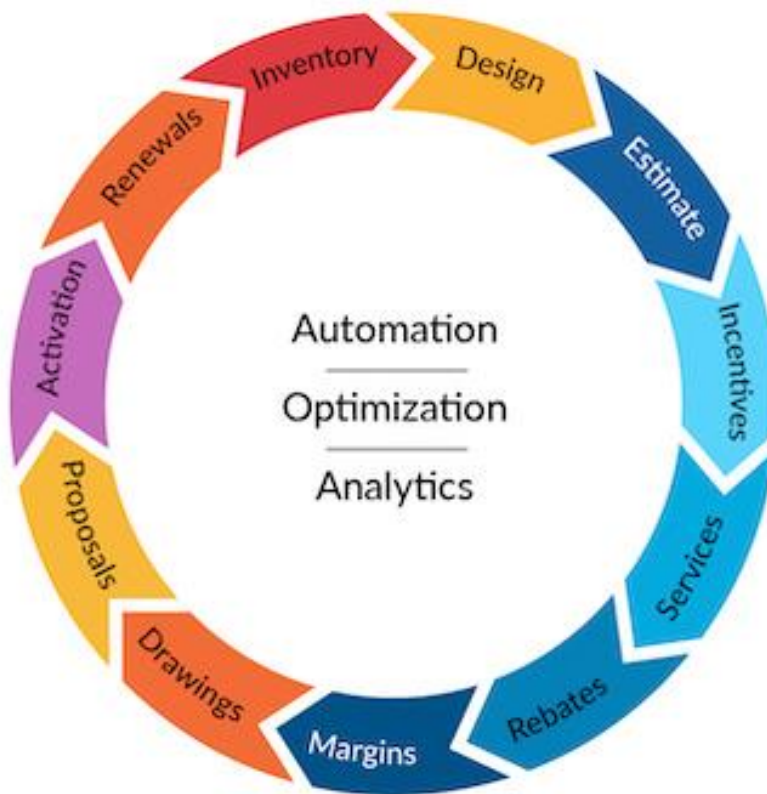 Inventory
Design
Estimate
Incentives
Services
Rebates
Margins
Drawings
Proposals
Activation
Renewals
Automation
Optimization
Analytics